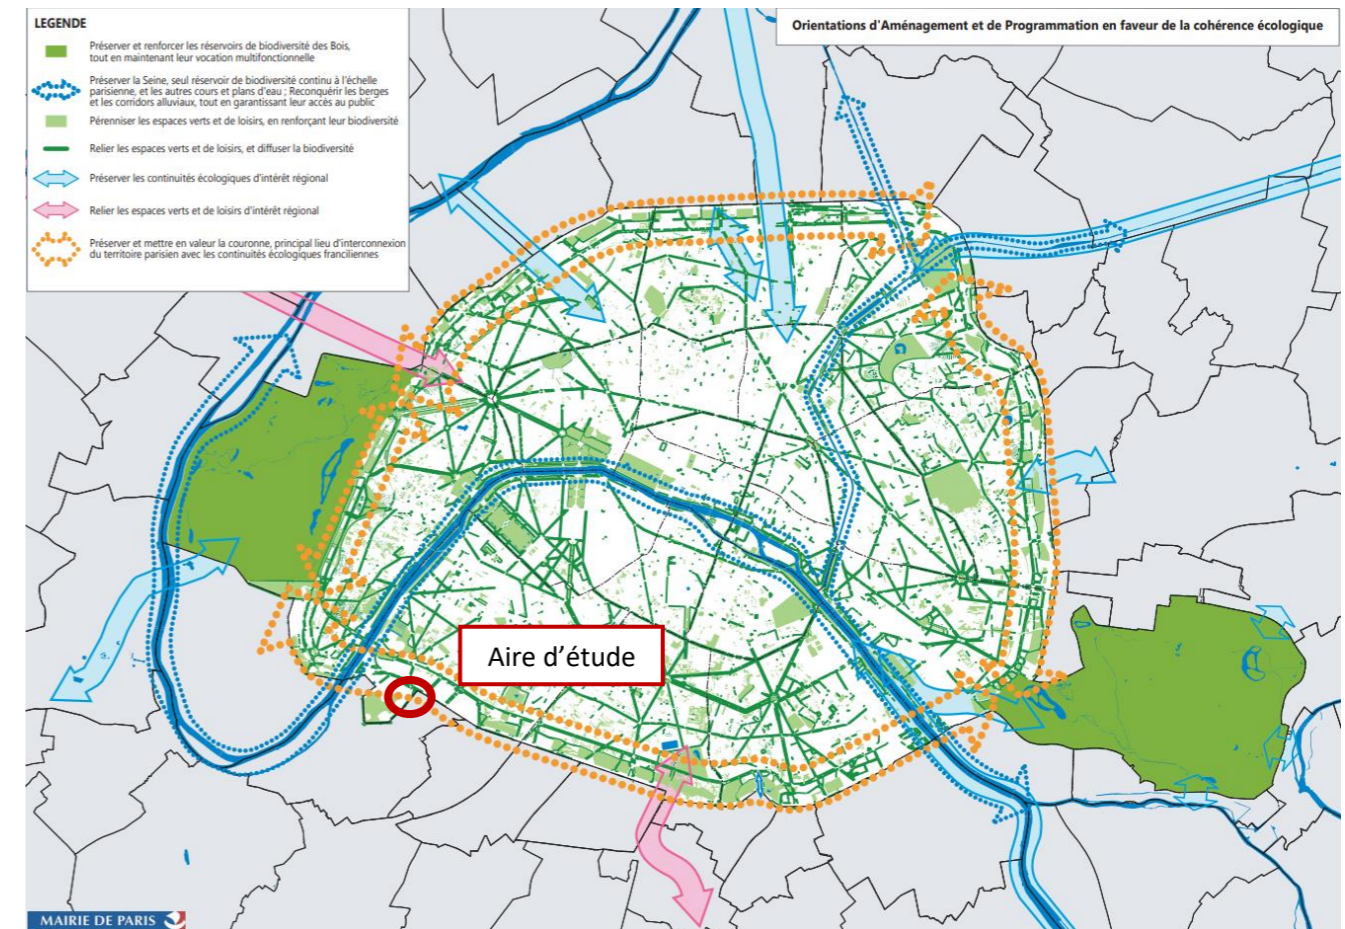 LEGENDE
Orientations d'Aménagement et de Programmation en faveur de la cohérence écologique
Préserver et renforcer les réservoirs de biodiversité des Bois,
tout en maintenant leur vocation multifonctionnelle
Préserver la Seine, seul réservoir de biodiversité continu à l'échelle
parisienne, et les autres cours et plans d'eau ; Reconquérir les berges
et les corridors alluviaux, tout en garantissant leur accès au public
Pérenniser les espaces verts et de loisirs, en renforçant leur biodiversité
Relier les espaces verts et de loisirs, et diffuser la biodiversité
Préserver les continuités écologiques d'intérêt régional
Relier les espaces verts et de loisirs d'intérêt régional
Préserver et mettre en valeur la couronne, principal lieu d'interconnexion
du territoire parisien avec les continuités écologiques franciliennes
Aire d'étude
MAIRIE DE PARIS